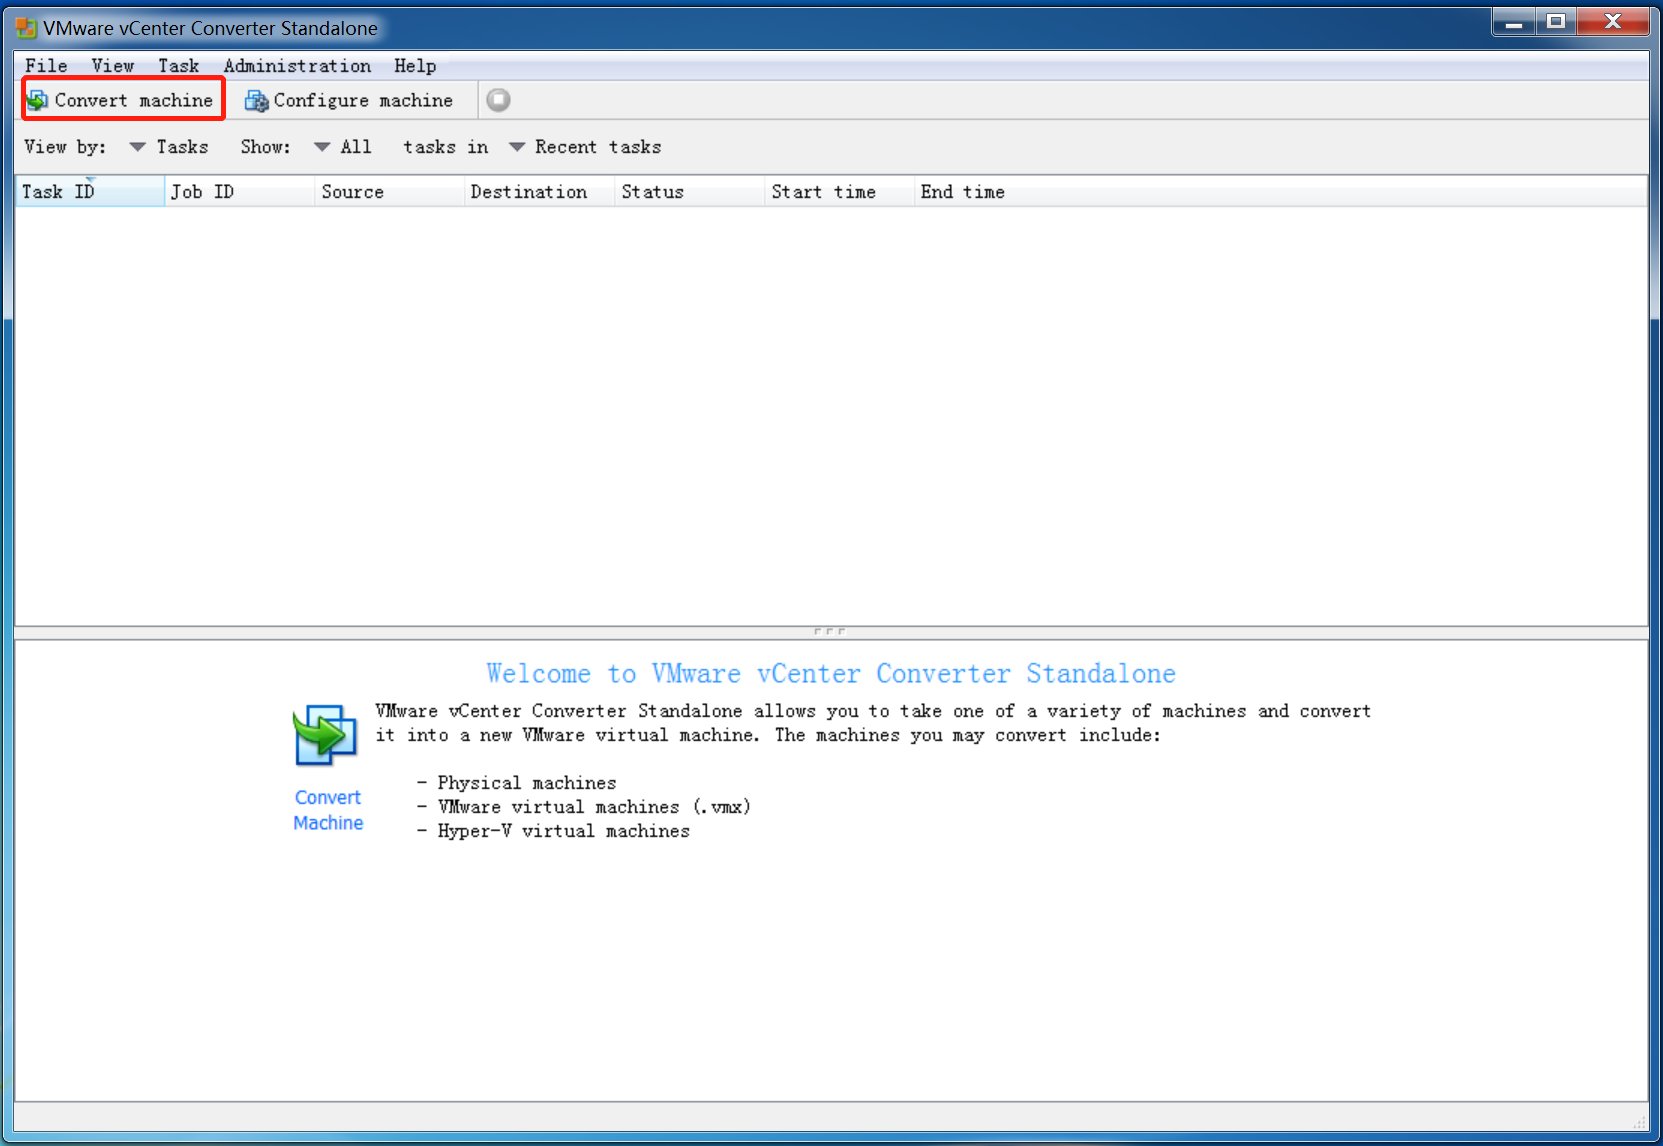 VMware vCenter Converter Standalone
File View Task Administration Help
Convert machine Configure machine
View by: Tasks Show: All tasks in Recent tasks
Task ID Job ID Source Destination Status Start time End time
Welcome to VMware vCenter Converter Standalone
VMware vCenter Converter Standalone allows you to take one of a variety of machines and convert
it into a new VMware virtual machine. The machines you may convert include:
- Physical machines
- VMware virtual machines (.vmx)
- Hyper-V virtual machines
Convert
Machine